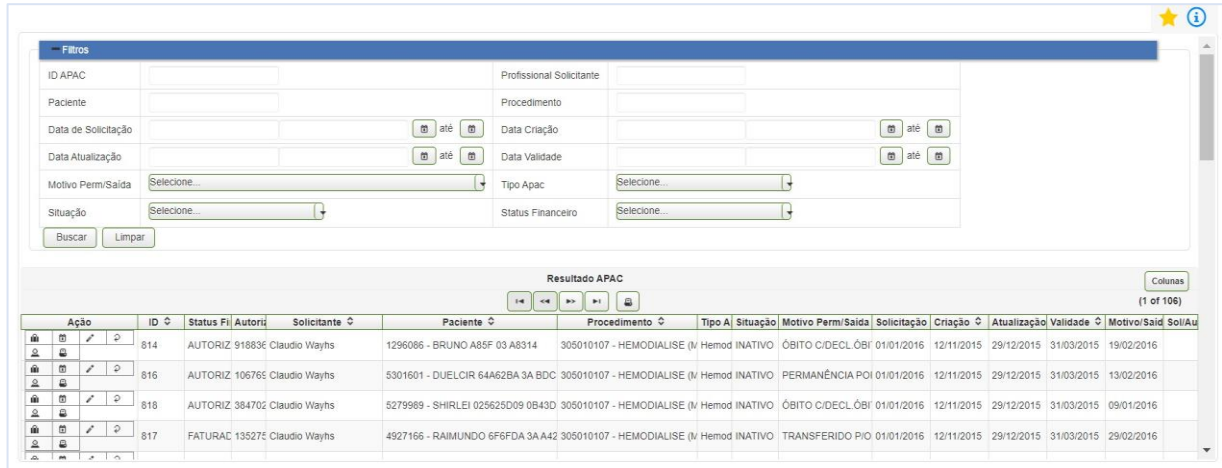 Filtros
ID APAC Profissional Solicitante
Paciente Procedimento
Data de Solicitação até Data Criação até
Data Atualização até Data Validade até
Motivo Perm/Saída Selecione... Tipo Apac Selecione...
Situação Selecione... Status Financeiro Selecione...
Buscar Limpar
Resultado APAC Colunas
(1 of 106)
Ação ID Status Fi Autoriz Solicitante Paciente Procedimento Tipo A Situação Motivo Perm/Saida Solicitação Criação Atualização Validade Motivo/Said Sol/Au
814 AUTORIZ 918836 Claudio Wayhs 1296086 - BRUNO A85F 03 A8314 305010107 - HEMODIALISE (M Hemod INATIVO ÓBITO C/DECL.ÓBI 01/01/2016 12/11/2015 29/12/2015 31/03/2015 19/02/2016
816 AUTORIZ 106769 Claudio Wayhs 5301601 - DUELCIR 64A62BA 3A BDC 305010107 - HEMODIALISE (M Hemod INATIVO PERMANÊNCIA POI 01/01/2016 12/11/2015 29/12/2015 31/03/2015 13/02/2016
818 AUTORIZ 384702 Claudio Wayhs 5279989 - SHIRLEI 025625D09 0B43D 305010107 - HEMODIALISE (M Hemod INATIVO ÓBITO C/DECL.ÓBI 01/01/2016 12/11/2015 29/12/2015 31/03/2015 09/01/2016
817 FATURAD 135275 Claudio Wayhs 4927166 - RAIMUNDO 6F6FDA 3A A42 305010107 - HEMODIALISE (M Hemod INATIVO TRANSFERIDO P/O 01/01/2016 12/11/2015 29/12/2015 31/03/2015 29/02/2016